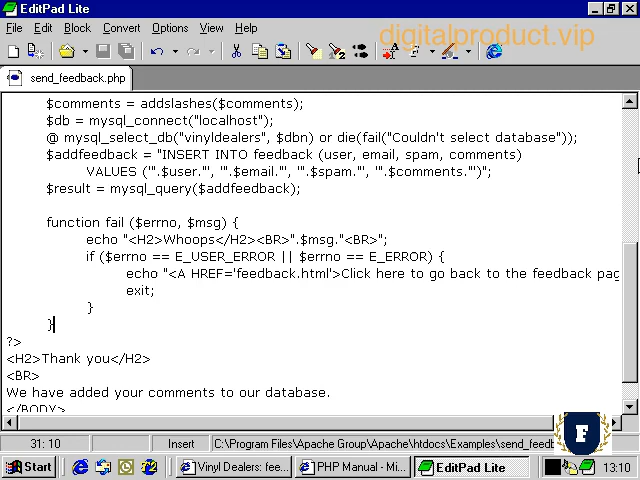 EditPad Lite
digitalproduct.vip
File Edit Block Convert Options View Help
send_feedback.php
$comments = addslashes($comments);
$db = mysql_connect("localhost");
@ mysql_select_db("vinyldealers", $dbn) or die(fail("Couldn't select database"));
$addfeedback = "INSERT INTO feedback (user, email, spam, comments)
VALUES ('".$user."', '".$email."', '".$spam."', '".$comments."')";
$result = mysql_query($addfeedback);
function fail ($errno, $msg) {
echo "<H2>Whoops</H2><BR>".$msg."<BR>";
if ($errno == E_USER_ERROR || $errno == E_ERROR) {
echo "<A HREF='feedback.html'>Click here to go back to the feedback pag
exit;
}
}
?>
<H2>Thank you</H2>
<BR>
We have added your comments to our database.
</BODY>
F
31: 10 Insert C:\Program Files\Apache Group\Apache\htdocs\Examples\send_feedb
Start Vinyl Dealers: fee... PHP Manual - Mi... EditPad Lite 13:10